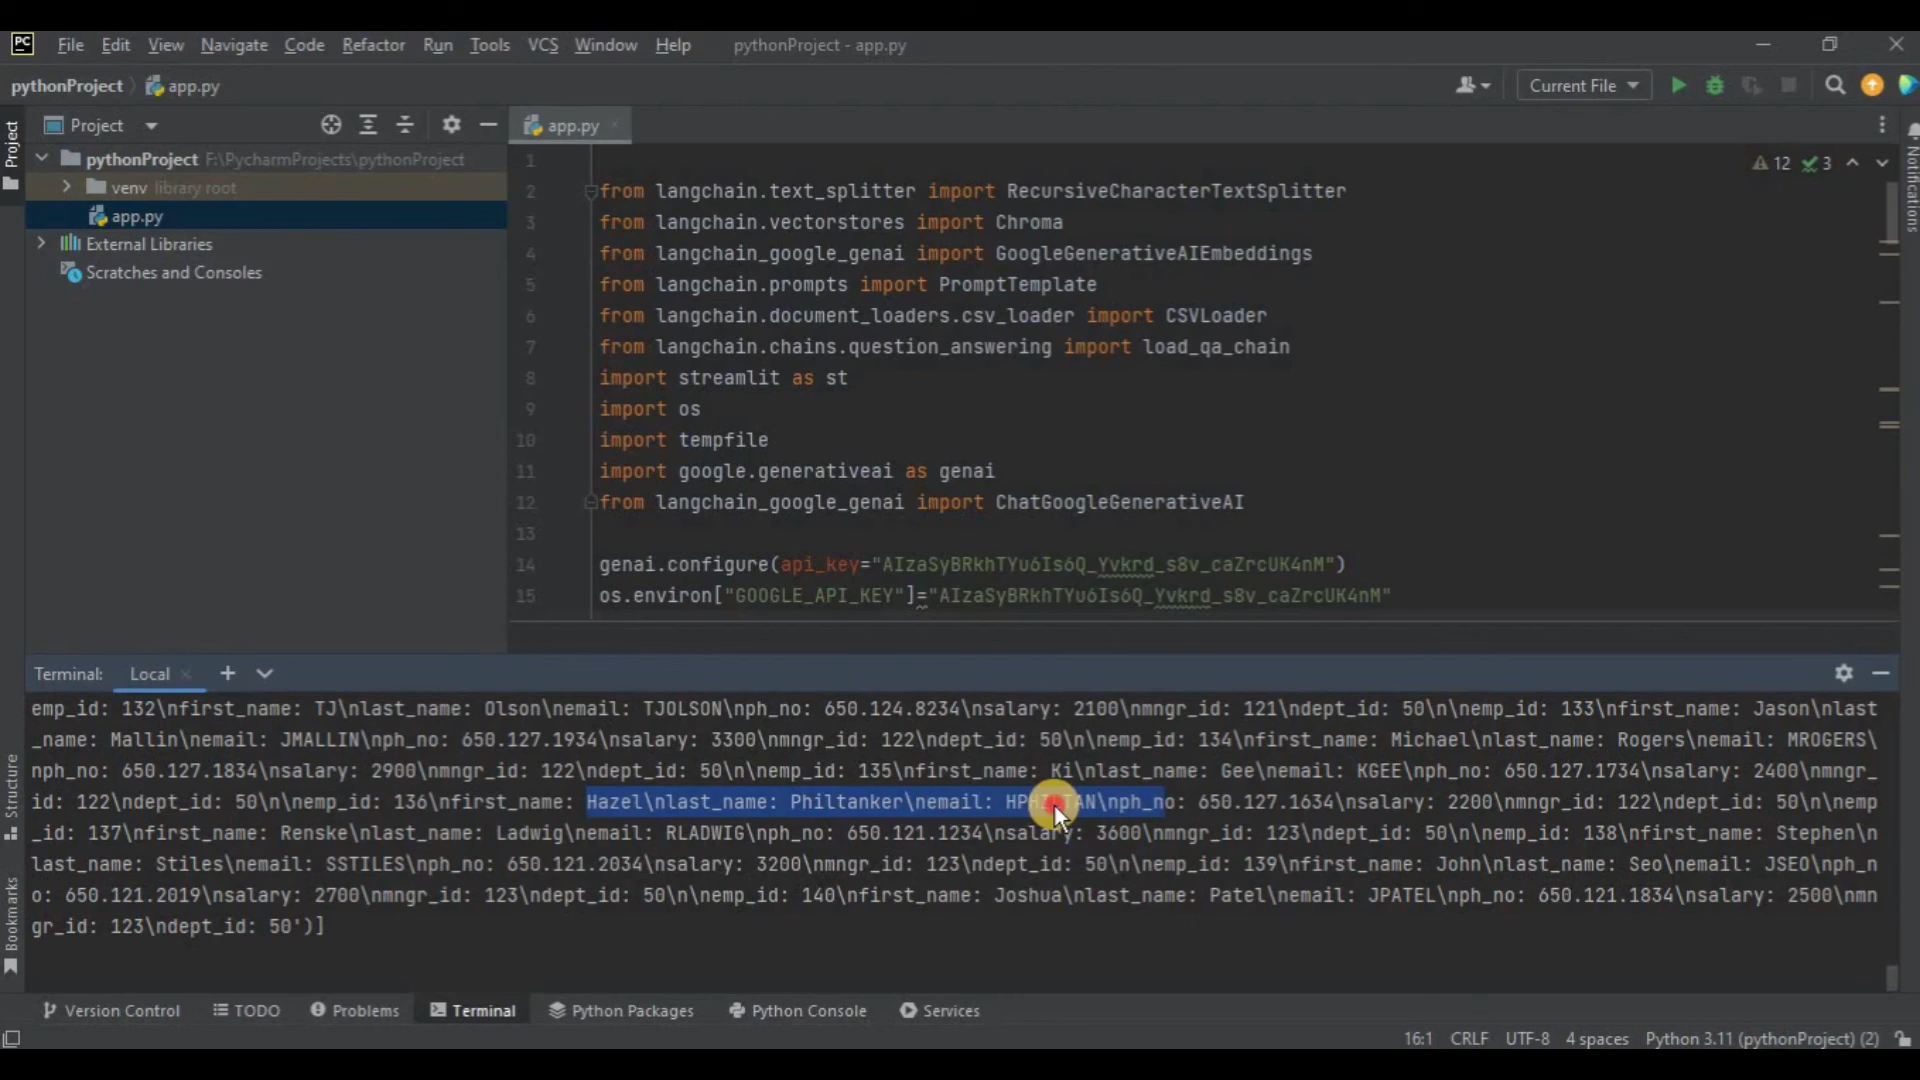 PC File Edit View Navigate Code Refactor Run Tools VCS Window Help pythonProject - app.py
pythonProject app.py Current File
Project
Project app.py
pythonProject F:\PycharmProjects\pythonProject
venv library root
app.py
External Libraries
Scratches and Consoles
12 3
Notifications
1
2 from langchain.text_splitter import RecursiveCharacterTextSplitter
3 from langchain.vectorstores import Chroma
4 from langchain_google_genai import GoogleGenerativeAIEmbeddings
5 from langchain.prompts import PromptTemplate
6 from langchain.document_loaders.csv_loader import CSVLoader
7 from langchain.chains.question_answering import load_qa_chain
8 import streamlit as st
9 import os
10 import tempfile
11 import google.generativeai as genai
12 from langchain_google_genai import ChatGoogleGenerativeAI
13
14 genai.configure(api_key="AIzaSyBRkhTYu6Is6Q_Yvkrd_s8v_caZrcUK4nM")
15 os.environ["GOOGLE_API_KEY"]="AIzaSyBRkhTYu6Is6Q_Yvkrd_s8v_caZrcUK4nM"
Terminal: Local
emp_id: 132\nfirst_name: TJ\nlast_name: Olson\nemail: TJOLSON\nph_no: 650.124.8234\nsalary: 2100\nmngr_id: 121\ndept_id: 50\n\nemp_id: 133\nfirst_name: Jason\nlast
_name: Mallin\nemail: JMALLIN\nph_no: 650.127.1934\nsalary: 3300\nmngr_id: 122\ndept_id: 50\n\nemp_id: 134\nfirst_name: Michael\nlast_name: Rogers\nemail: MROGERS\
nph_no: 650.127.1834\nsalary: 2900\nmngr_id: 122\ndept_id: 50\n\nemp_id: 135\nfirst_name: Ki\nlast_name: Gee\nemail: KGEE\nph_no: 650.127.1734\nsalary: 2400\nmngr_
id: 122\ndept_id: 50\n\nemp_id: 136\nfirst_name: Hazel\nlast_name: Philtanker\nemail: \nph_no: 650.127.1634\nsalary: 2200\nmngr_id: 122\ndept_id: 50\n\nemp
_id: 137\nfirst_name: Renske\nlast_name: Ladwig\nemail: RLADWIG\nph_no: 650.121.1234\nsalary: 3600\nmngr_id: 123\ndept_id: 50\n\nemp_id: 138\nfirst_name: Stephen\n
last_name: Stiles\nemail: SSTILES\nph_no: 650.121.2034\nsalary: 3200\nmngr_id: 123\ndept_id: 50\n\nemp_id: 139\nfirst_name: John\nlast_name: Seo\nemail: JSEO\nph_n
o: 650.121.2019\nsalary: 2700\nmngr_id: 123\ndept_id: 50\n\nemp_id: 140\nfirst_name: Joshua\nlast_name: Patel\nemail: JPATEL\nph_no: 650.121.1834\nsalary: 2500\nmn
gr_id: 123\ndept_id: 50')]
Structure
Bookmarks
Version Control TODO Problems Terminal Python Packages Python Console Services
16:1 CRLF UTF-8 4 spaces Python 3.11 (pythonProject) (2)